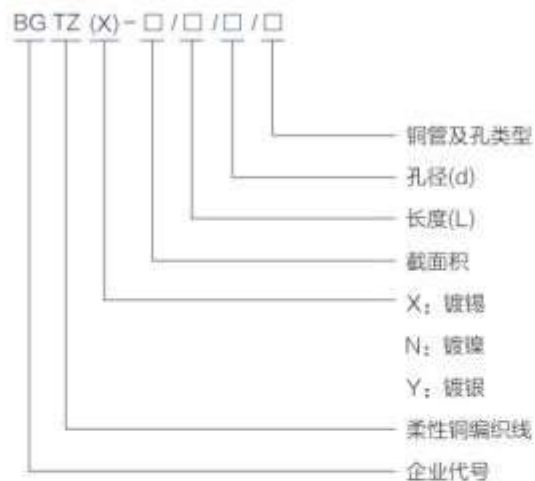 BG TZ (X) - □ / □ / □ / □
铜管及孔类型
孔径(d)
长度(L)
截面积
X：镀锡
N：镀镍
Y：镀银
柔性铜编织线
企业代号